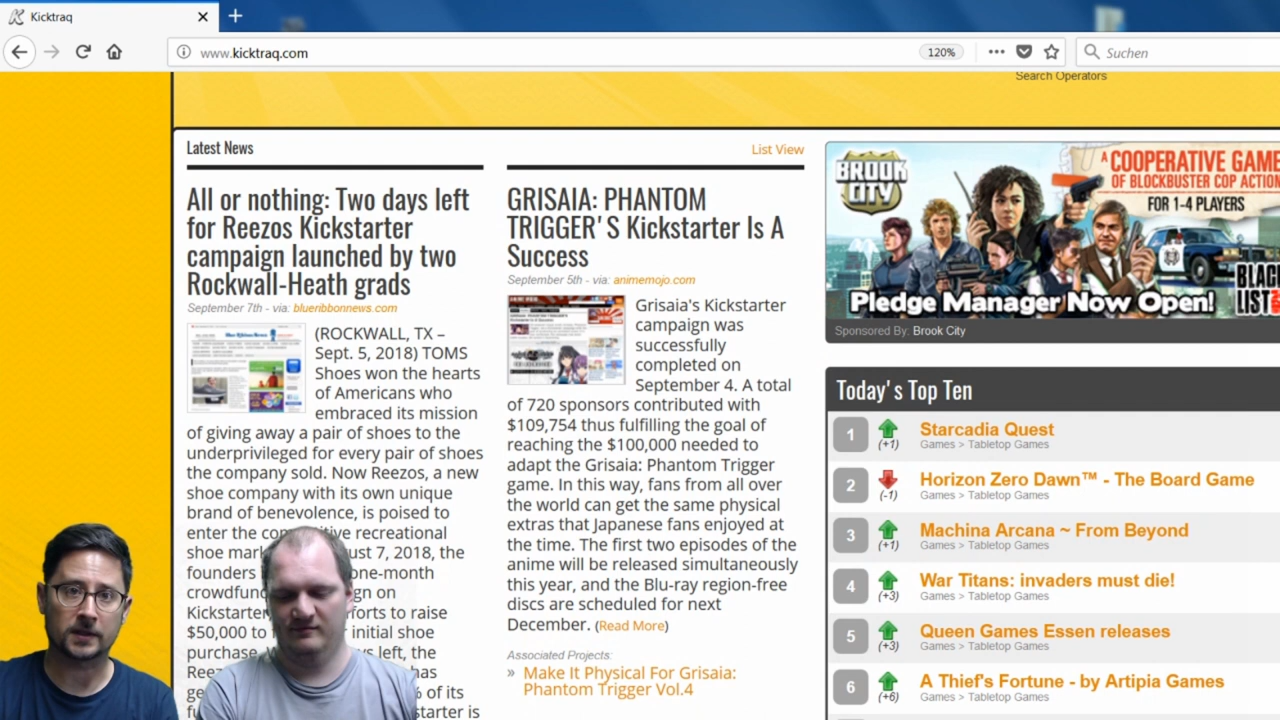 Kicktraq
www.kicktraq.com
120%
Suchen
Search Operators
Latest News
List View
All or nothing: Two days left
for Reezos Kickstarter
campaign launched by two
Rockwall-Heath grads
September 7th - via: blueribbonnews.com
(ROCKWALL, TX –
Sept. 5, 2018) TOMS
Shoes won the hearts
of Americans who
embraced its mission
of giving away a pair of shoes to the
underprivileged for every pair of shoes
the company sold. Now Reezos, a new
shoe company with its own unique
brand of benevolence, is poised to
enter the recreational
shoe 7, 2018, the
founders one-month
on
Kickstarter to raise
$50,000 to initial shoe
purchase. left, the
has
of its
is
GRISAIA: PHANTOM
TRIGGER'S Kickstarter Is A
Success
September 5th - via: animemojo.com
Grisaia's Kickstarter
campaign was
successfully
completed on
September 4. A total
of 720 sponsors contributed with
$109,754 thus fulfilling the goal of
reaching the $100,000 needed to
adapt the Grisaia: Phantom Trigger
game. In this way, fans from all over
the world can get the same physical
extras that Japanese fans enjoyed at
the time. The first two episodes of the
anime will be released simultaneously
this year, and the Blu-ray region-free
discs are scheduled for next
December. (Read More)
Associated Projects:
» Make It Physical For Grisaia:
Phantom Trigger Vol.4
BROOK
CITY
A COOPERATIVE GAME
OF BLOCKBUSTER COP ACTION
FOR 1-4 PLAYERS
BLACK
LIST
Pledge Manager Now Open!
Sponsored By: Brook City
Today's Top Ten
1 (+1) Starcadia Quest
Games > Tabletop Games
2 (-1) Horizon Zero Dawn™ - The Board Game
Games > Tabletop Games
3 (+1) Machina Arcana ~ From Beyond
Games > Tabletop Games
4 (+3) War Titans: invaders must die!
Games > Tabletop Games
5 (+3) Queen Games Essen releases
Games > Tabletop Games
6 (+6) A Thief's Fortune - by Artipia Games
Games > Tabletop Games